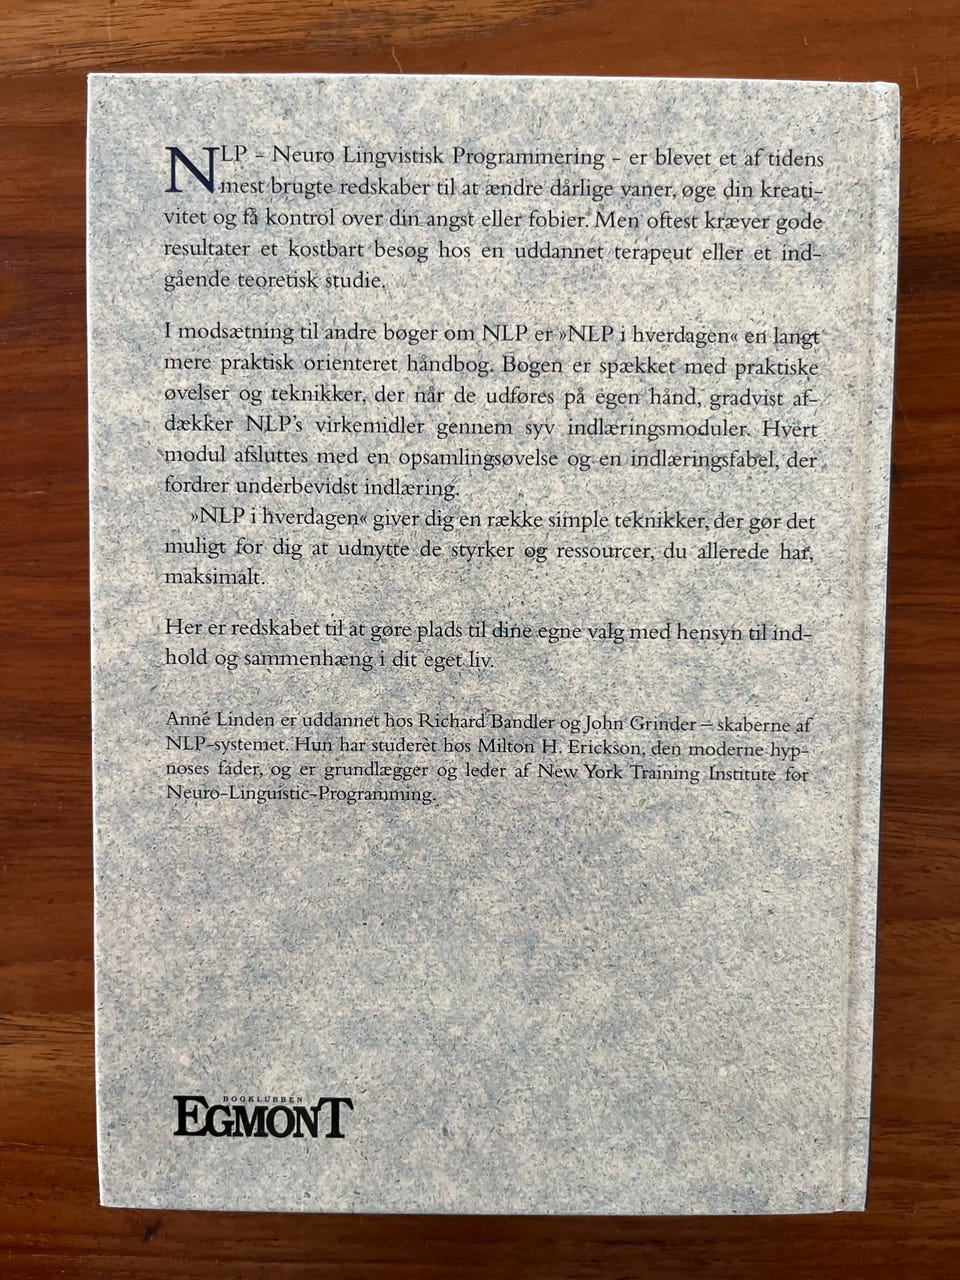 NLP - Neuro Lingvistisk Programmering - er blevet et af tidens
mest brugte redskaber til at ændre dårlige vaner, øge din kreati-
vitet og få kontrol over din angst eller fobier. Men oftest kræver gode
resultater et kostbart besøg hos en uddannet terapeut eller et ind-
gående teoretisk studie.
I modsætning til andre bøger om NLP er »NLP i hverdagen« en langt
mere praktisk orienteret håndbog. Bogen er spækket med praktiske
øvelser og teknikker, der når de udføres på egen hånd, gradvist af-
dækker NLP's virkemidler gennem syv indlæringsmoduler. Hvert
modul afsluttes med en opsamlingsøvelse og en indlæringsfabel, der
fordrer underbevidst indlæring.
»NLP i hverdagen« giver dig en række simple teknikker, der gør det
muligt for dig at udnytte de styrker og ressourcer, du allerede har,
maksimalt.
Her er redskabet til at gøre plads til dine egne valg med hensyn til ind-
hold og sammenhæng i dit eget liv.
Anné Linden er uddannet hos Richard Bandler og John Grinder – skaberne af
NLP-systemet. Hun har studeret hos Milton H. Erickson, den moderne hyp-
noses fader, og er grundlægger og leder af New York Training Institute for
Neuro-Linguistic-Programming.
BOGKLUBBEN
EGMONT